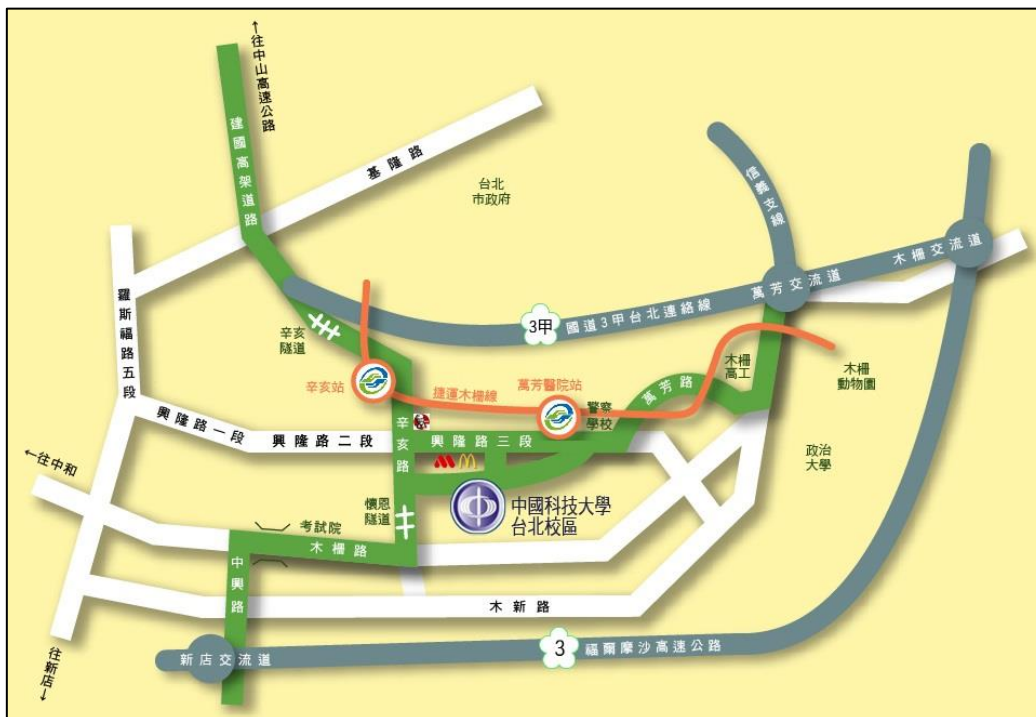 ←往中山高速公路
建國高架道路
基隆路
台北
市政府
信義支線
木柵交流道
萬芳交流道
國道3甲台北連絡線
3甲
羅斯福路五段
辛亥
隧道
辛亥站
捷運木柵線
萬芳醫院站
警察
學校
萬芳路
木柵
高工
木柵
動物園
興隆路一段
興隆路二段
辛亥路
興隆路三段
政治
大學
←往中和
懷恩
隧道
中國科技大學
台北校區
考試院
木柵路
中興路
木新路
新店交流道
3
福爾摩沙高速公路
往新店→
KFC